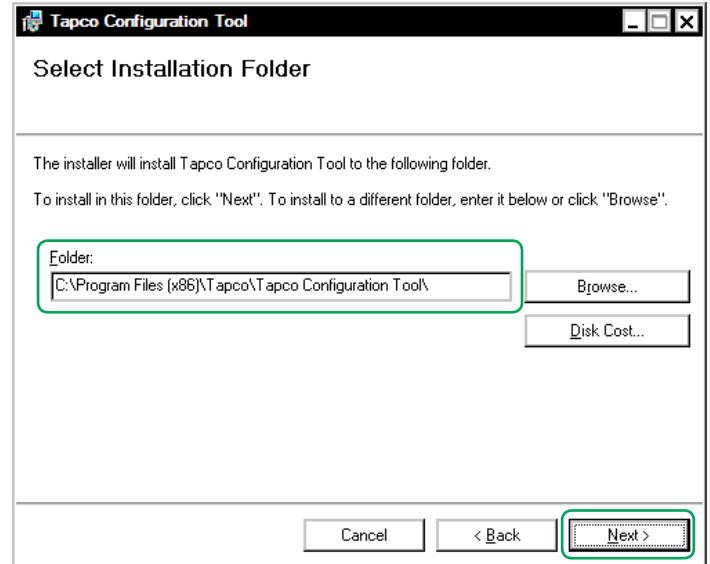 Tapco Configuration Tool
Select Installation Folder
The installer will install Tapco Configuration Tool to the following folder.
To install in this folder, click "Next". To install to a different folder, enter it below or click "Browse".
Folder:
C:\Program Files (x86)\Tapco\Tapco Configuration Tool\
Browse...
Disk Cost...
Cancel
< Back
Next >